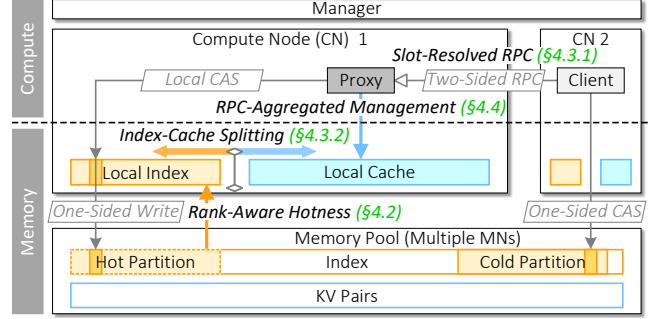 Manager
Compute
Compute Node (CN) 1
CN 2
Slot-Resolved RPC (§4.3.1)
Local CAS
Proxy
Two-Sided RPC
Client
RPC-Aggregated Management (§4.4)
Memory
Index-Cache Splitting (§4.3.2)
Local Index
Local Cache
One-Sided Write
Rank-Aware Hotness (§4.2)
One-Sided CAS
Memory Pool (Multiple MNs)
Hot Partition
Index
Cold Partition
KV Pairs